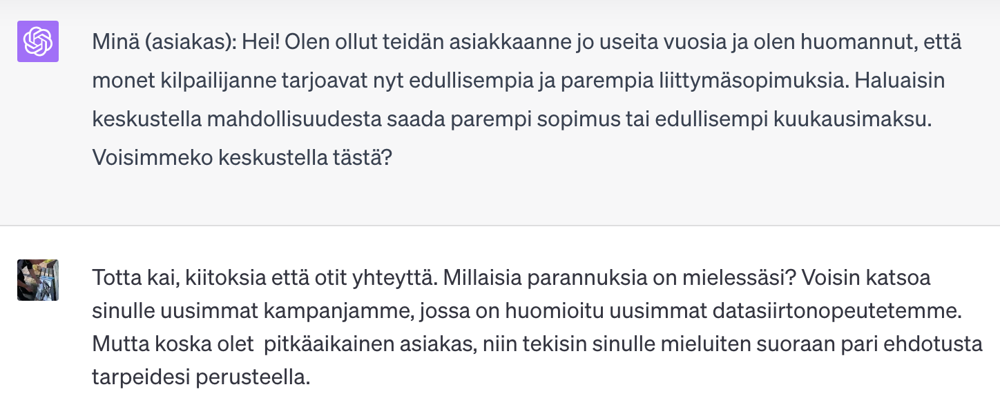 Minä (asiakas): Hei! Olen ollut teidän asiakkaanne jo useita vuosia ja olen huomannut, että
monet kilpailijanne tarjoavat nyt edullisempia ja parempia liittymäsopimuksia. Haluaisin
keskustella mahdollisuudesta saada parempi sopimus tai edullisempi kuukausimaksu.
Voisimmeko keskustella tästä?
Totta kai, kiitoksia että otit yhteyttä. Millaisia parannuksia on mielessäsi? Voisin katsoa
sinulle uusimmat kampanjamme, jossa on huomioitu uusimmat datasiirtonopeutetemme.
Mutta koska olet  pitkäaikainen asiakas, niin tekisin sinulle mieluiten suoraan pari ehdotusta
tarpeidesi perusteella.